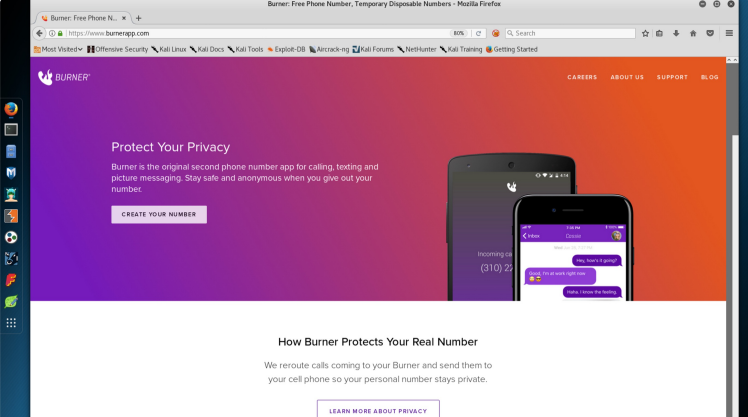 Burner: Free Phone Number, Temporary Disposable Numbers - Mozilla Firefox
Burner: Free Phone N...
https://www.burnerapp.com
80%
Search
Most Visited
Offensive Security
Kali Linux
Kali Docs
Kali Tools
Exploit-DB
Aircrack-ng
Kali Forums
NetHunter
Kali Training
Getting Started
BURNER
CAREERS
ABOUT US
SUPPORT
BLOG
Protect Your Privacy
Burner is the original second phone number app for calling, texting and
picture messaging. Stay safe and anonymous when you give out your
number.
CREATE YOUR NUMBER
4:14
Incoming ca
(310) 22
7:36 PM
Inbox
Hey, how's it going?
Good, I'm at work right now
Haha. I know the feeling.
How Burner Protects Your Real Number
We reroute calls coming to your Burner and send them to
your cell phone so your personal number stays private.
LEARN MORE ABOUT PRIVACY